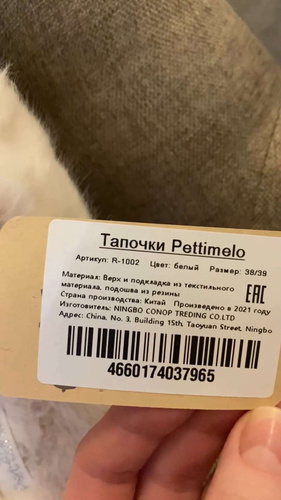 Тапочки Pettimelo
Артикул: R-1002 Цвет: белый Размер: 38/39
Материал: Верх и подкладка из текстильного
материала, подошва из резины
Страна производства: Китай Произведено в 2021 году
Изготовитель: NINGBO CONOP TREDING CO.LTD
Адрес: China, No. 3, Building 15th, Taoyuan Street, Ningbo
EAC
4660174037965